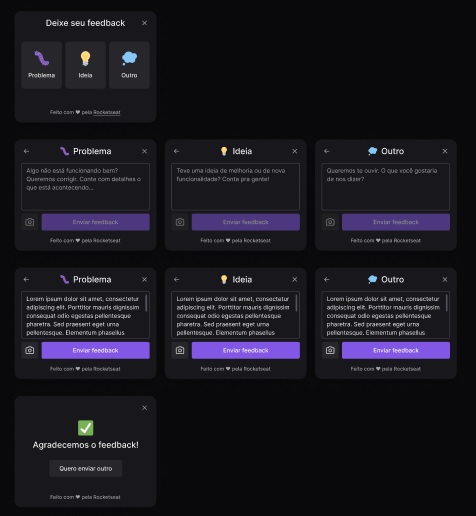 Deixe seu feedback
Problema
Ideia
Outro
Feito com ♥ pela Rocketseat
Problema
Algo não está funcionando bem?
Queremos corrigir. Conte com detalhes o
que está acontecendo...
Enviar feedback
Feito com ♥ pela Rocketseat
Ideia
Teve uma ideia de melhoria ou de nova
funcionalidade? Conta pra gente!
Enviar feedback
Feito com ♥ pela Rocketseat
Outro
Queremos te ouvir. O que você gostaria
de nos dizer?
Enviar feedback
Feito com ♥ pela Rocketseat
Problema
Lorem ipsum dolor sit amet, consectetur
adipiscing elit. Porttitor mauris dignissim
consequat odio egestas pellentesque
pharetra. Sed praesent eget urna
pellentesque. Elementum phasellus
Enviar feedback
Feito com ♥ pela Rocketseat
Ideia
Lorem ipsum dolor sit amet, consectetur
adipiscing elit. Porttitor mauris dignissim
consequat odio egestas pellentesque
pharetra. Sed praesent eget urna
pellentesque. Elementum phasellus
Enviar feedback
Feito com ♥ pela Rocketseat
Outro
Lorem ipsum dolor sit amet, consectetur
adipiscing elit. Porttitor mauris dignissim
consequat odio egestas pellentesque
pharetra. Sed praesent eget urna
pellentesque. Elementum phasellus
Enviar feedback
Feito com ♥ pela Rocketseat
Agradecemos o feedback!
Quero enviar outro
Feito com ♥ pela Rocketseat